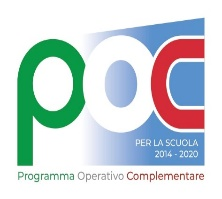 poc
PER LA SCUOLA
2014 - 2020
Programma Operativo Complementare